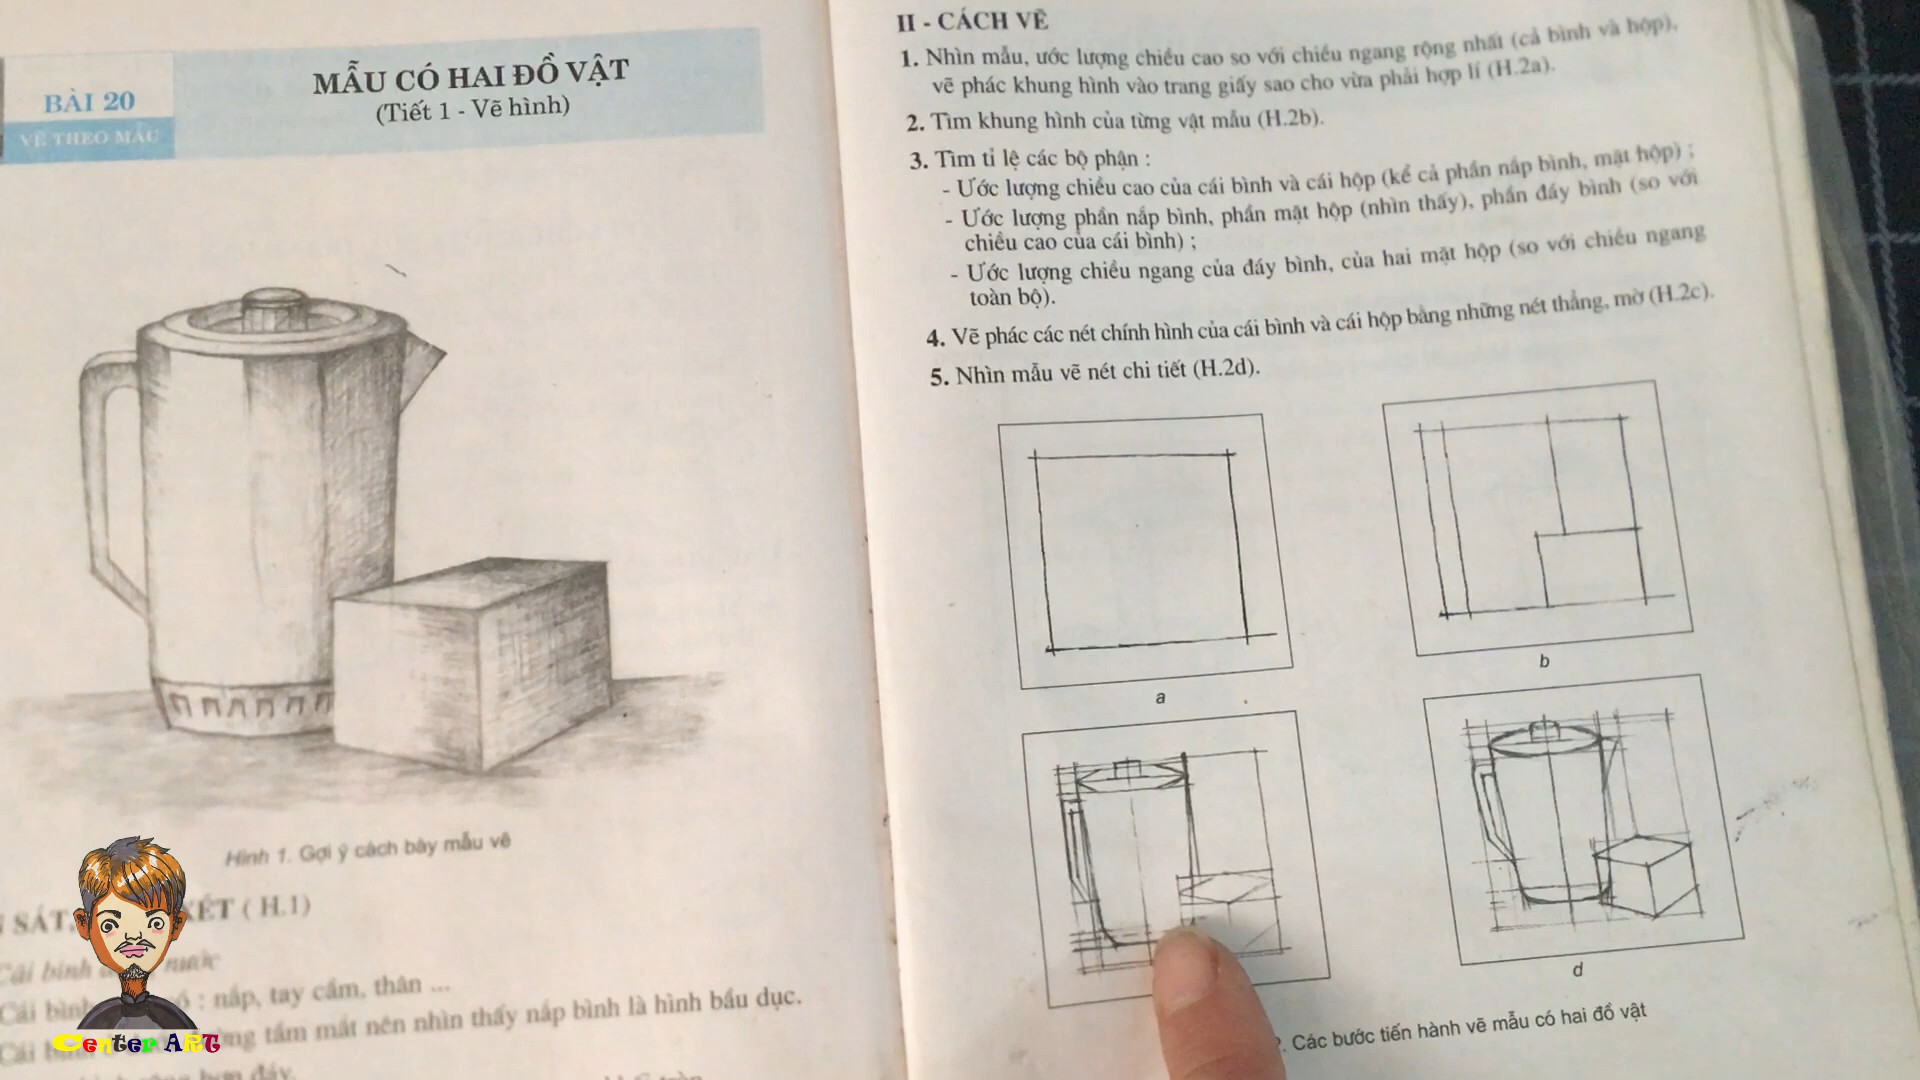 BÀI 20
VẼ THEO MẪU
MẪU CÓ HAI ĐỒ VẬT
(Tiết 1 - Vẽ hình)
Hình 1. Gợi ý cách bày mẫu vẽ
SÁT, KÉT ( H.1)
Cái bình nước
Cái bình : nắp, tay cầm, thân ...
tầm mắt nên nhìn thấy nắp bình là hình bầu dục.
hơn đáy.
Center ART
II - CÁCH VẼ
1. Nhìn mẫu, ước lượng chiều cao so với chiều ngang rộng nhất (cả bình và hộp),
vẽ phác khung hình vào trang giấy sao cho vừa phải hợp lí (H.2a).
2. Tìm khung hình của từng vật mẫu (H.2b).
3. Tìm tỉ lệ các bộ phận :
- Ước lượng chiều cao của cái bình và cái hộp (kể cả phần nắp bình, mặt hộp) ;
- Ước lượng phần nắp bình, phần mặt hộp (nhìn thấy), phần đáy bình (so với
chiều cao của cái bình) ;
- Ước lượng chiều ngang của đáy bình, của hai mặt hộp (so với chiều ngang
toàn bộ).
4. Vẽ phác các nét chính hình của cái bình và cái hộp bằng những nét thẳng, mờ (H.2c).
5. Nhìn mẫu vẽ nét chi tiết (H.2d).
a
b
d
. Các bước tiến hành vẽ mẫu có hai đồ vật